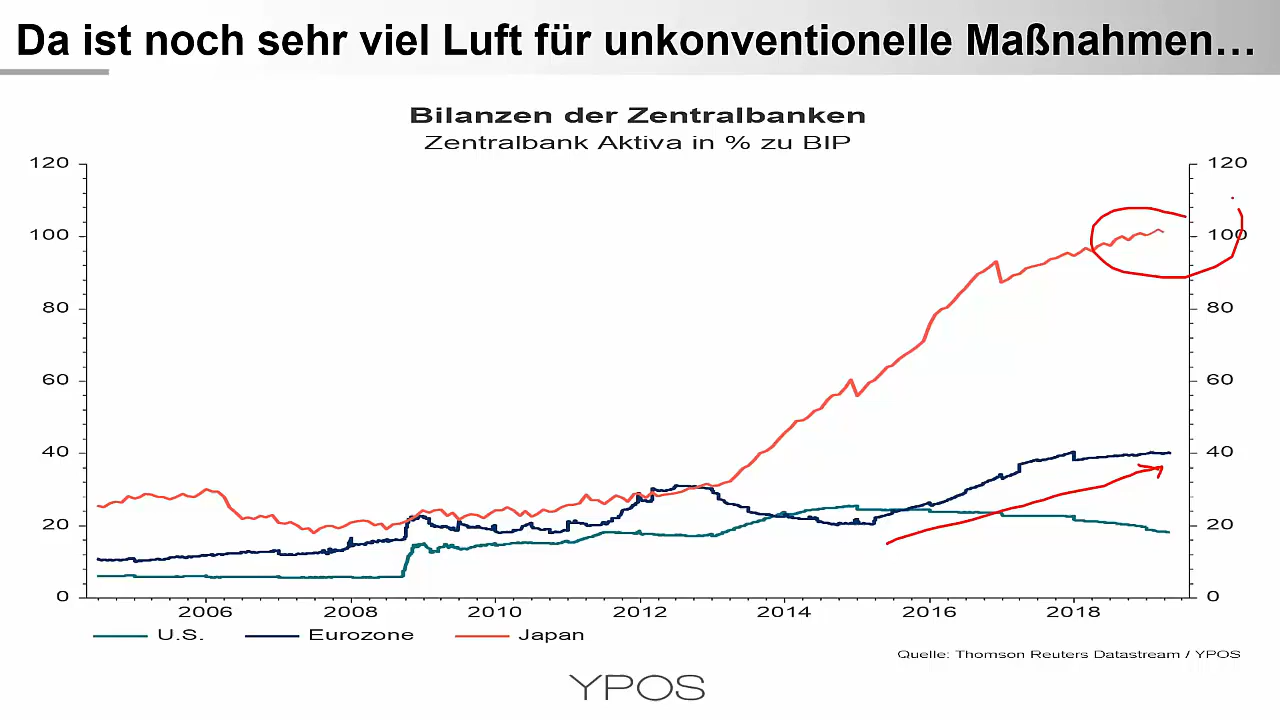 Da ist noch sehr viel Luft für unkonventionelle Maßnahmen…
Bilanzen der Zentralbanken
Zentralbank Aktiva in % zu BIP
120 120
100 100
80 80
60 60
40 40
20 20
0 0
2006 2008 2010 2012 2014 2016 2018
U.S. Eurozone Japan
Quelle: Thomson Reuters Datastream / YPOS
YPOS